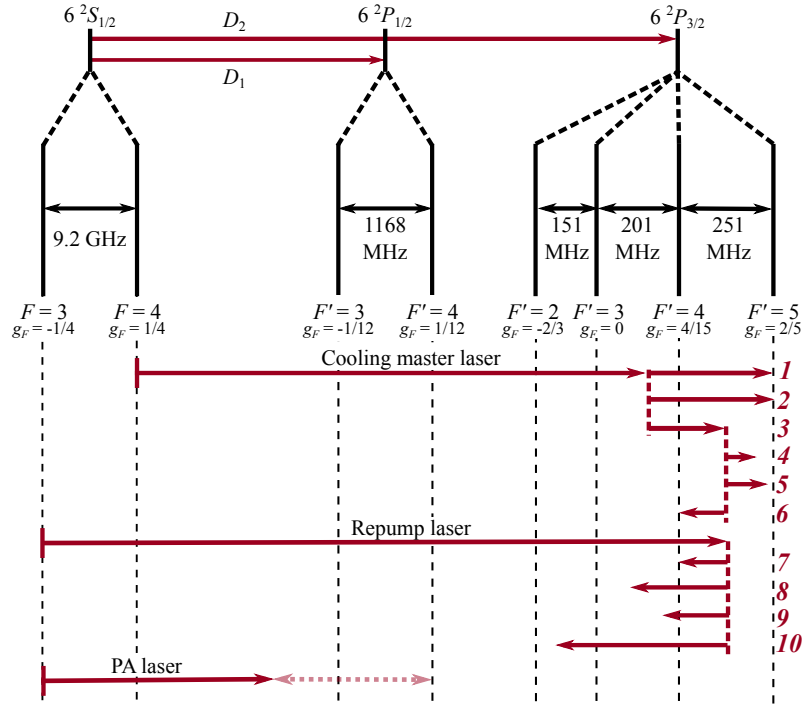 6 ²S₁/₂ 6 ²P₁/₂ 6 ²P₃/₂
D₂
D₁
9.2 GHz 1168 MHz 151 MHz 201 MHz 251 MHz
F = 3 F = 4 F' = 3 F' = 4 F' = 2 F' = 3 F' = 4 F' = 5
g_F = -1/4 g_F = 1/4 g_F = -1/12 g_F = 1/12 g_F = -2/3 g_F = 0 g_F = 4/15 g_F = 2/5
Cooling master laser 1
2
3
4
5
6
Repump laser
7
8
9
10
PA laser